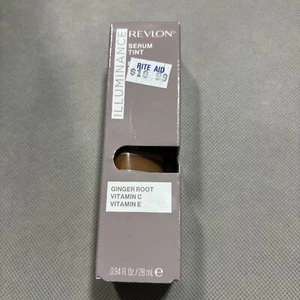 ILLUMINANCE
REVLON®
SERUM
TINT
RITE AID
GINGER ROOT
VITAMIN C
VITAMIN E
0.94 Fl. Oz./28 mL ℮